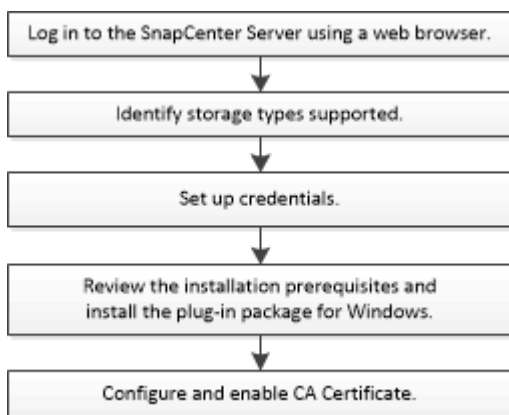 Log in to the SnapCenter Server using a web browser.
Identify storage types supported.
Set up credentials.
Review the installation prerequisites and
install the plug-in package for Windows.
Configure and enable CA Certificate.